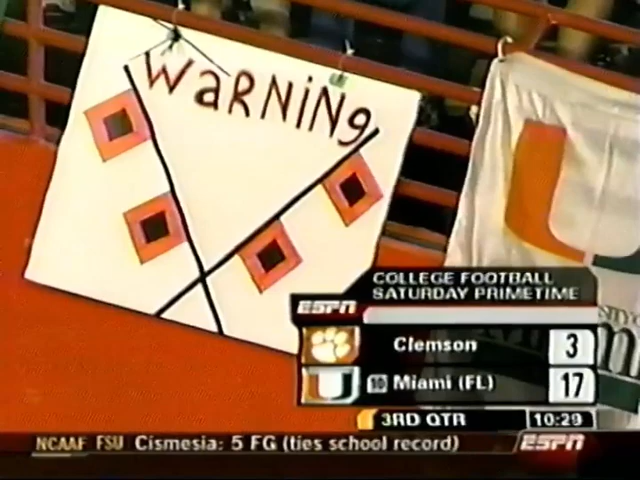 WaRNiNg
COLLEGE FOOTBALL
SATURDAY PRIMETIME
ESPN
Clemson 3
U 10 Miami (FL) 17
3RD QTR 10:29
NCAAF FSU Cismesia: 5 FG (ties school record) ESPN
U